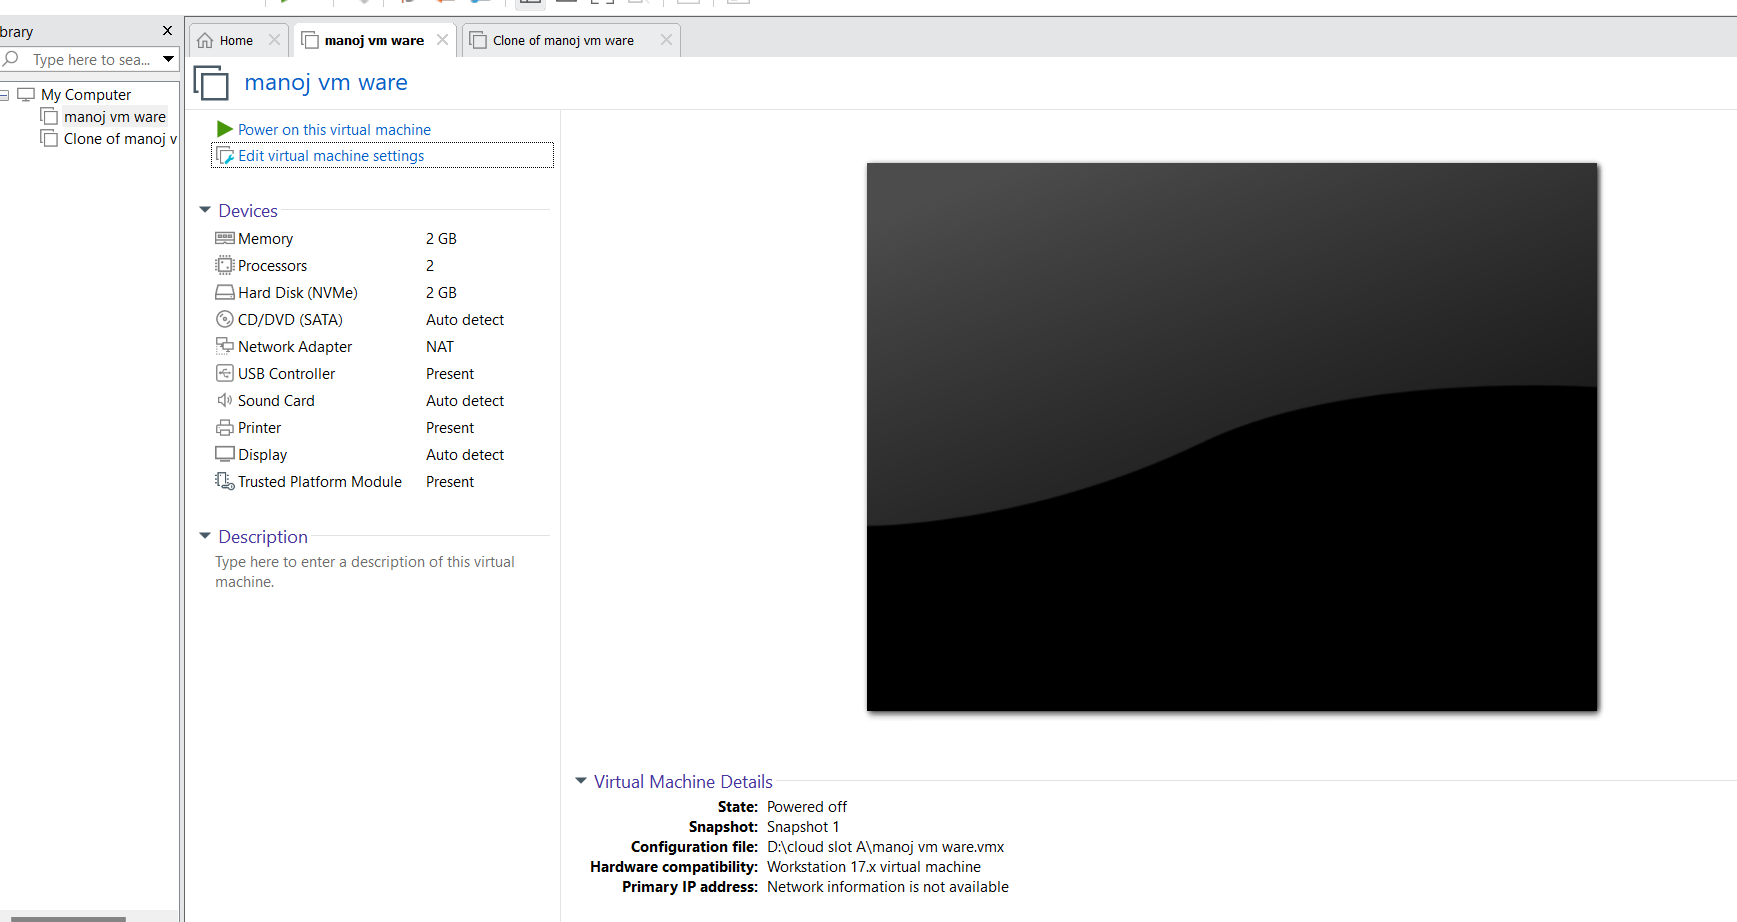 brary
Type here to sea...
My Computer
manoj vm ware
Clone of manoj v
Home
manoj vm ware
Clone of manoj vm ware
manoj vm ware
Power on this virtual machine
Edit virtual machine settings
Devices
Memory 2 GB
Processors 2
Hard Disk (NVMe) 2 GB
CD/DVD (SATA) Auto detect
Network Adapter NAT
USB Controller Present
Sound Card Auto detect
Printer Present
Display Auto detect
Trusted Platform Module Present
Description
Type here to enter a description of this virtual
machine.
Virtual Machine Details
State: Powered off
Snapshot: Snapshot 1
Configuration file: D:\cloud slot A\manoj vm ware.vmx
Hardware compatibility: Workstation 17.x virtual machine
Primary IP address: Network information is not available